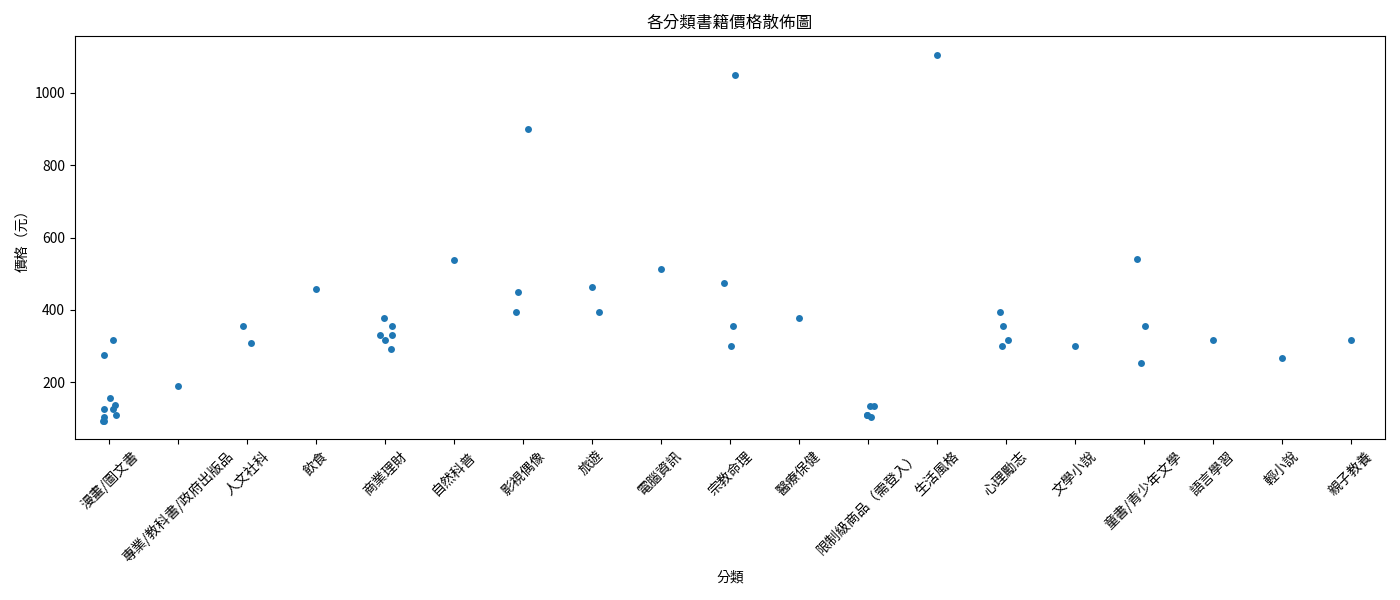 各分類書籍價格散佈圖
價格（元）
1000
800
600
400
200
漫畫/圖文書
專業/教科書/政府出版品
人文社科
飲食
商業理財
自然科普
影視偶像
旅遊
電腦資訊
宗教命理
醫療保健
限制級商品（需登入）
生活風格
心理勵志
文學小說
童書/青少年文學
語言學習
輕小說
親子教養
分類